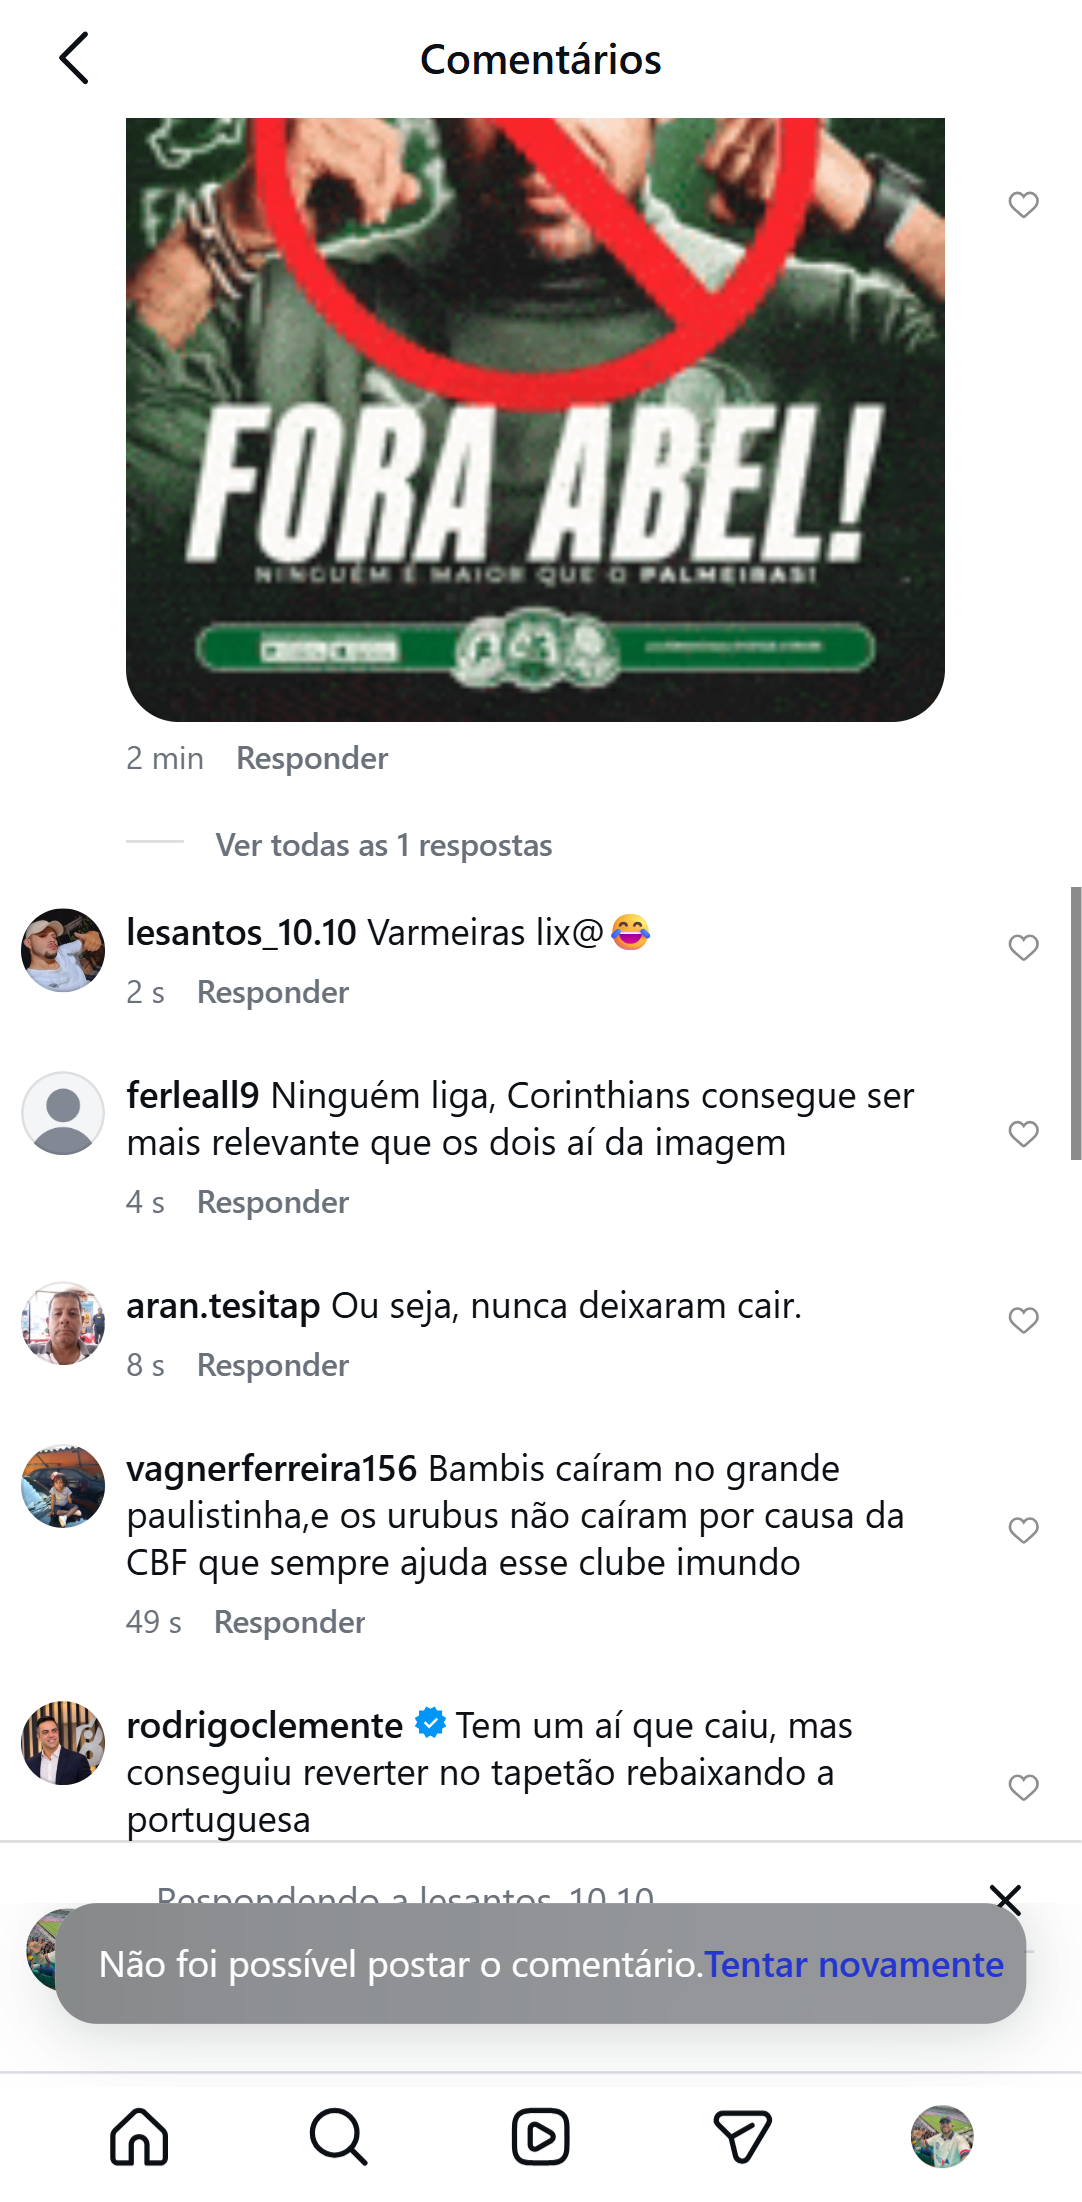 Comentários
FORA ABEL!
NINGUÉM É MAIOR QUE O PALMEIRAS!
2 min Responder
Ver todas as 1 respostas
lesantos_10.10 Varmeiras lix@😂
2 s Responder
ferleall9 Ninguém liga, Corinthians consegue ser
mais relevante que os dois aí da imagem
4 s Responder
aran.tesitap Ou seja, nunca deixaram cair.
8 s Responder
vagnerferreira156 Bambis caíram no grande
paulistinha,e os urubus não caíram por causa da
CBF que sempre ajuda esse clube imundo
49 s Responder
rodrigoclemente Tem um aí que caiu, mas
conseguiu reverter no tapetão rebaixando a
portuguesa
Respondendo a lesantos_10.10
Não foi possível postar o comentário.Tentar novamente